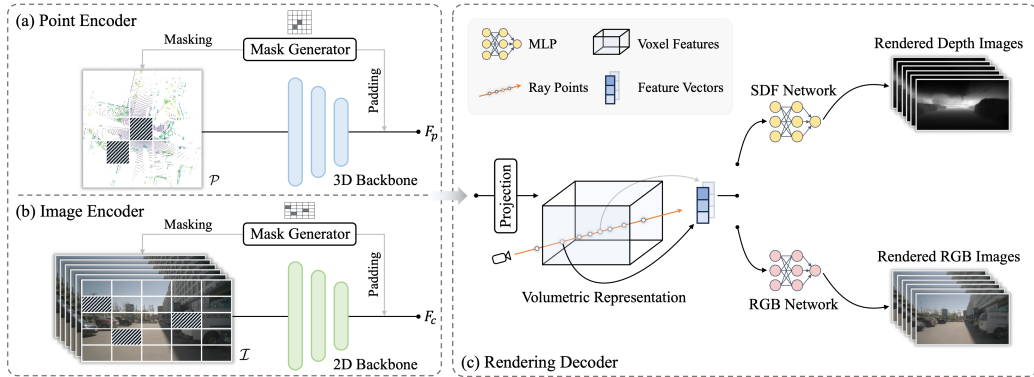 (a) Point Encoder
Masking
Mask Generator
Padding
F_p
3D Backbone
𝒫
(b) Image Encoder
Masking
Mask Generator
Padding
F_c
2D Backbone
ℐ
MLP
Voxel Features
Ray Points
Feature Vectors
Projection
Volumetric Representation
SDF Network
Rendered Depth Images
RGB Network
Rendered RGB Images
(c) Rendering Decoder